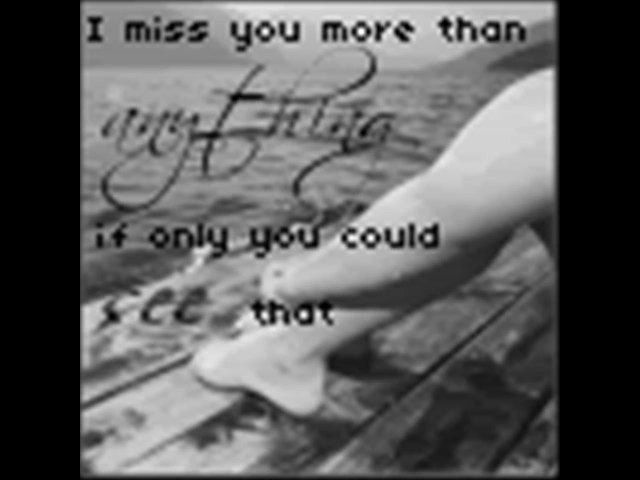 I miss you more than
anything
if only you could
see that